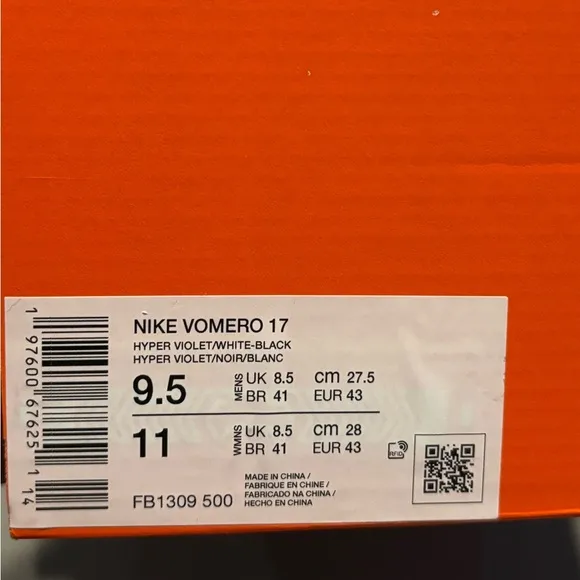 NIKE VOMERO 17
HYPER VIOLET/WHITE-BLACK
HYPER VIOLET/NOIR/BLANC
9.5 MENS UK 8.5 cm 27.5
BR 41 EUR 43
11 WMNS UK 8.5 cm 28
BR 41 EUR 43
RFID
FB1309 500
MADE IN CHINA /
FABRIQUE EN CHINE /
FABRICADO NA CHINA /
HECHO EN CHINA
1 97600 67625 1 14